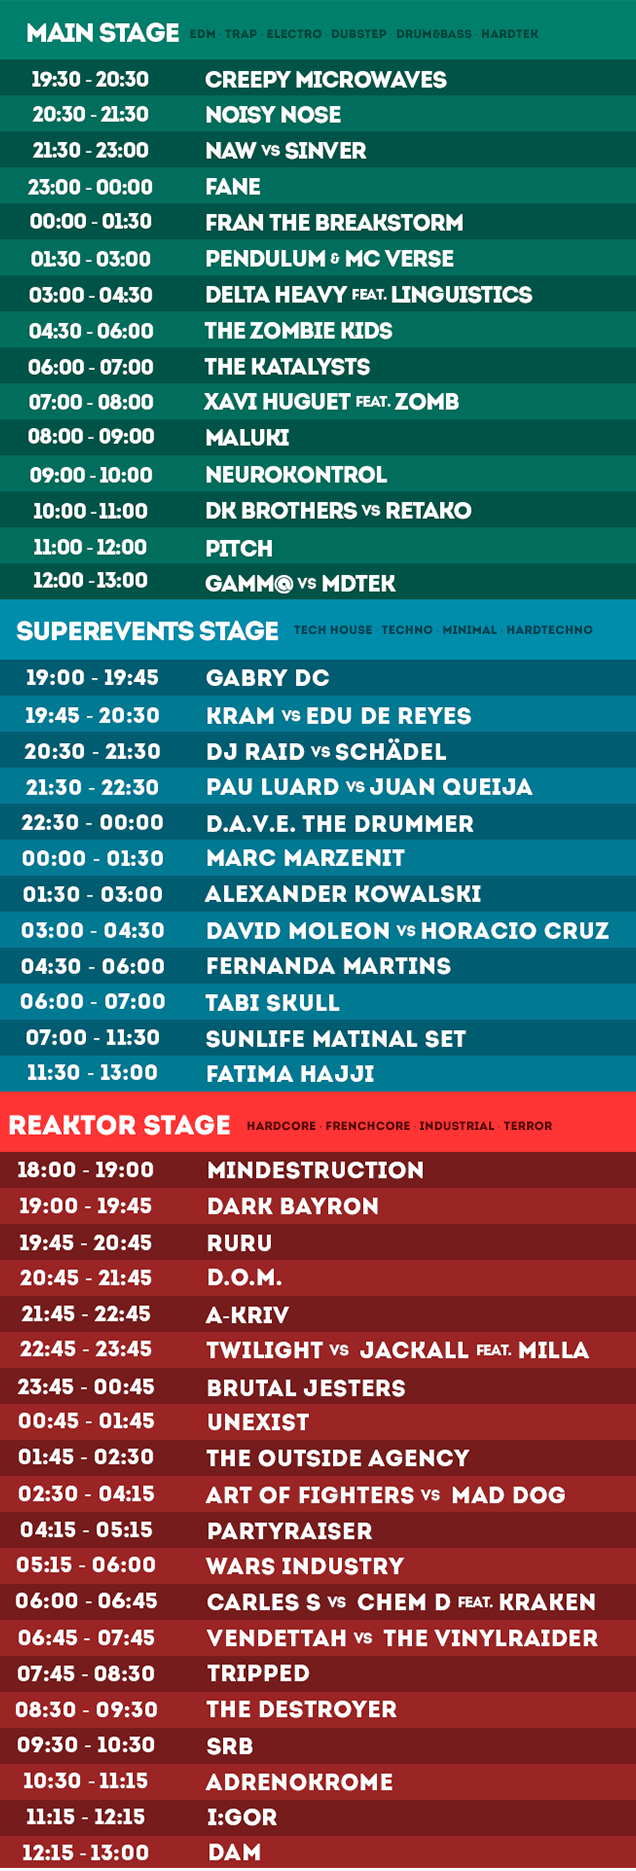 MAIN STAGE EDM · TRAP · ELECTRO · DUBSTEP · DRUM&BASS · HARDTEK
19:30 - 20:30 CREEPY MICROWAVES
20:30 - 21:30 NOISY NOSE
21:30 - 23:00 NAW VS SINVER
23:00 - 00:00 FANE
00:00 - 01:30 FRAN THE BREAKSTORM
01:30 - 03:00 PENDULUM & MC VERSE
03:00 - 04:30 DELTA HEAVY FEAT. LINGUISTICS
04:30 - 06:00 THE ZOMBIE KIDS
06:00 - 07:00 THE KATALYSTS
07:00 - 08:00 XAVI HUGUET FEAT. ZOMB
08:00 - 09:00 MALUKI
09:00 - 10:00 NEUROKONTROL
10:00 - 11:00 DK BROTHERS VS RETAKO
11:00 - 12:00 PITCH
12:00 - 13:00 GAMM@ VS MDTEK
SUPEREVENTS STAGE TECH HOUSE · TECHNO · MINIMAL · HARDTECHNO
19:00 - 19:45 GABRY DC
19:45 - 20:30 KRAM VS EDU DE REYES
20:30 - 21:30 DJ RAID VS SCHÄDEL
21:30 - 22:30 PAU LUARD VS JUAN QUEIJA
22:30 - 00:00 D.A.V.E. THE DRUMMER
00:00 - 01:30 MARC MARZENIT
01:30 - 03:00 ALEXANDER KOWALSKI
03:00 - 04:30 DAVID MOLEON VS HORACIO CRUZ
04:30 - 06:00 FERNANDA MARTINS
06:00 - 07:00 TABI SKULL
07:00 - 11:30 SUNLIFE MATINAL SET
11:30 - 13:00 FATIMA HAJJI
REAKTOR STAGE HARDCORE · FRENCHCORE · INDUSTRIAL · TERROR
18:00 - 19:00 MINDESTRUCTION
19:00 - 19:45 DARK BAYRON
19:45 - 20:45 RURU
20:45 - 21:45 D.O.M.
21:45 - 22:45 A-KRIV
22:45 - 23:45 TWILIGHT VS JACKALL FEAT. MILLA
23:45 - 00:45 BRUTAL JESTERS
00:45 - 01:45 UNEXIST
01:45 - 02:30 THE OUTSIDE AGENCY
02:30 - 04:15 ART OF FIGHTERS VS MAD DOG
04:15 - 05:15 PARTYRAISER
05:15 - 06:00 WARS INDUSTRY
06:00 - 06:45 CARLES S VS CHEM D FEAT. KRAKEN
06:45 - 07:45 VENDETTAH VS THE VINYLRAIDER
07:45 - 08:30 TRIPPED
08:30 - 09:30 THE DESTROYER
09:30 - 10:30 SRB
10:30 - 11:15 ADRENOKROME
11:15 - 12:15 I:GOR
12:15 - 13:00 DAM